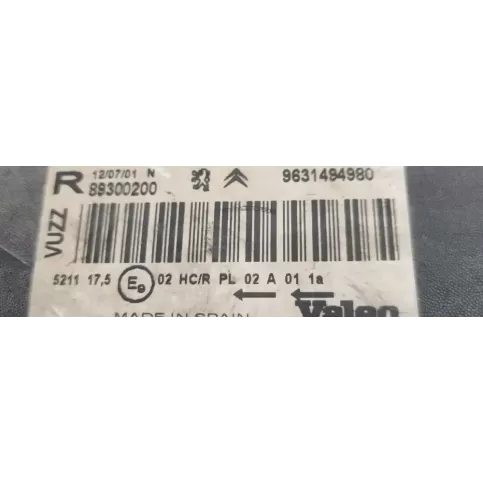 R 12/07/01 N
89300200 9631494980
VUZZ
5211 17,5 E9 02 HC/R PL 02 A 01 1a
MADE IN SPAIN Valeo